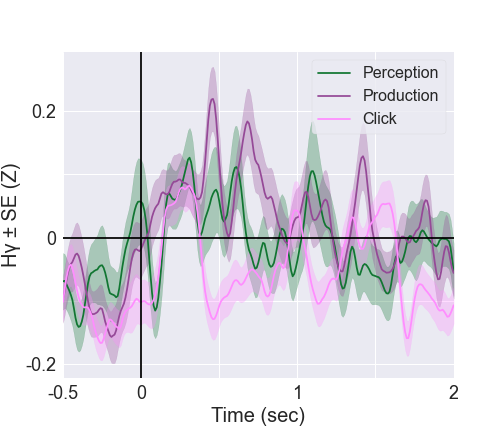 Perception
Production
Click
Hγ ± SE (Z)
0.2
0
-0.2
-0.5
0
1
2
Time (sec)